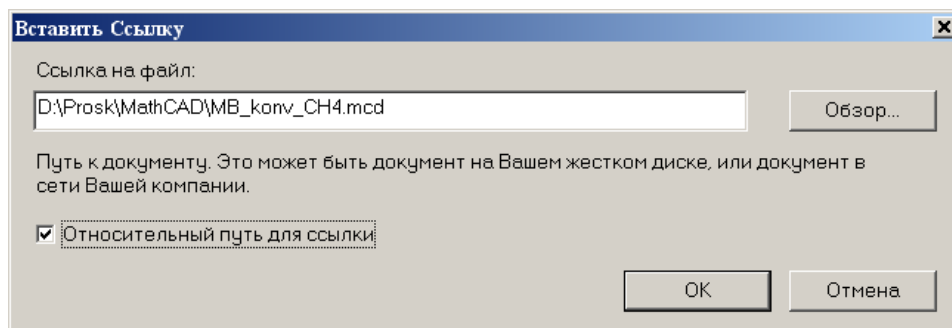 Вставить Ссылку
Ссылка на файл:
D:\Prosk\MathCAD\MB_konv_CH4.mcd
Обзор...
Путь к документу. Это может быть документ на Вашем жестком диске, или документ в
сети Вашей компании.
Относительный путь для ссылки
OK
Отмена